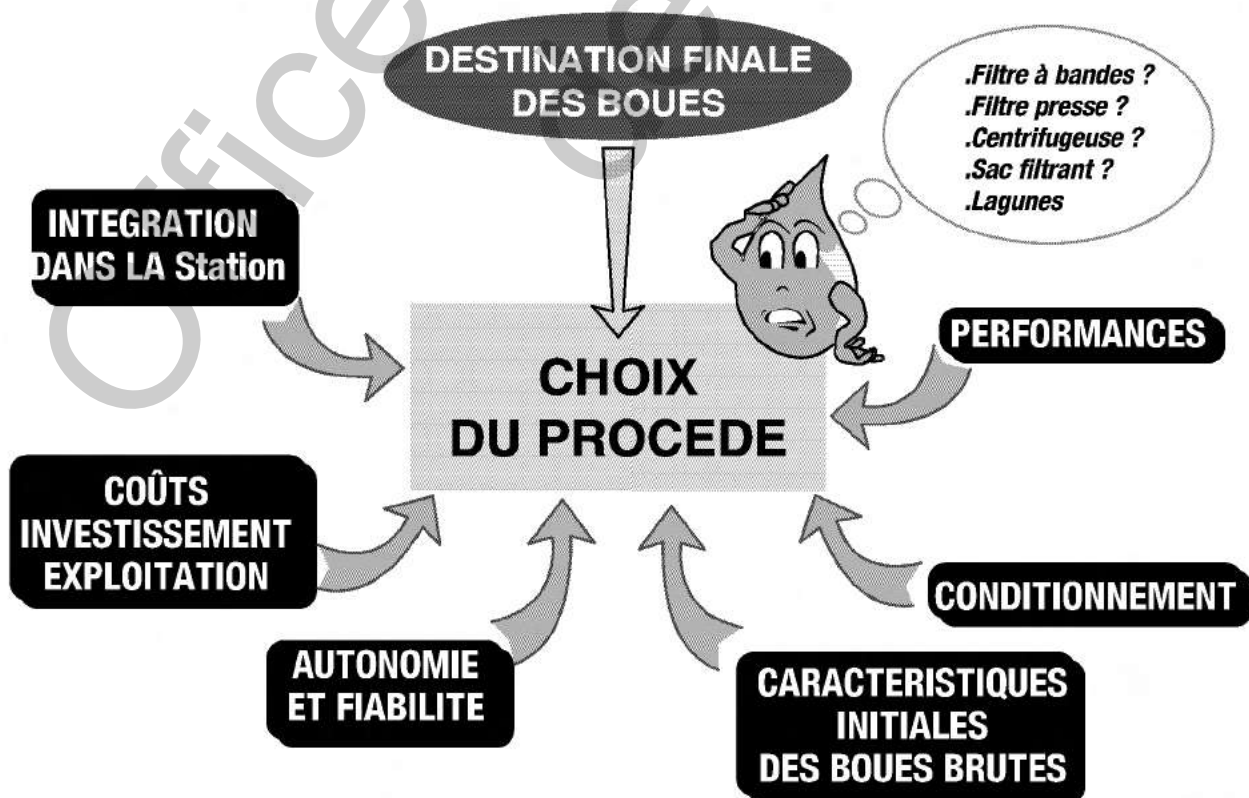 DESTINATION FINALE
DES BOUES
.Filtre à bandes ?
.Filtre presse ?
.Centrifugeuse ?
.Sac filtrant ?
.Lagunes
INTEGRATION
DANS LA Station
CHOIX
DU PROCEDE
PERFORMANCES
COÛTS
INVESTISSEMENT
EXPLOITATION
CONDITIONNEMENT
AUTONOMIE
ET FIABILITE
CARACTERISTIQUES
INITIALES
DES BOUES BRUTES
Office